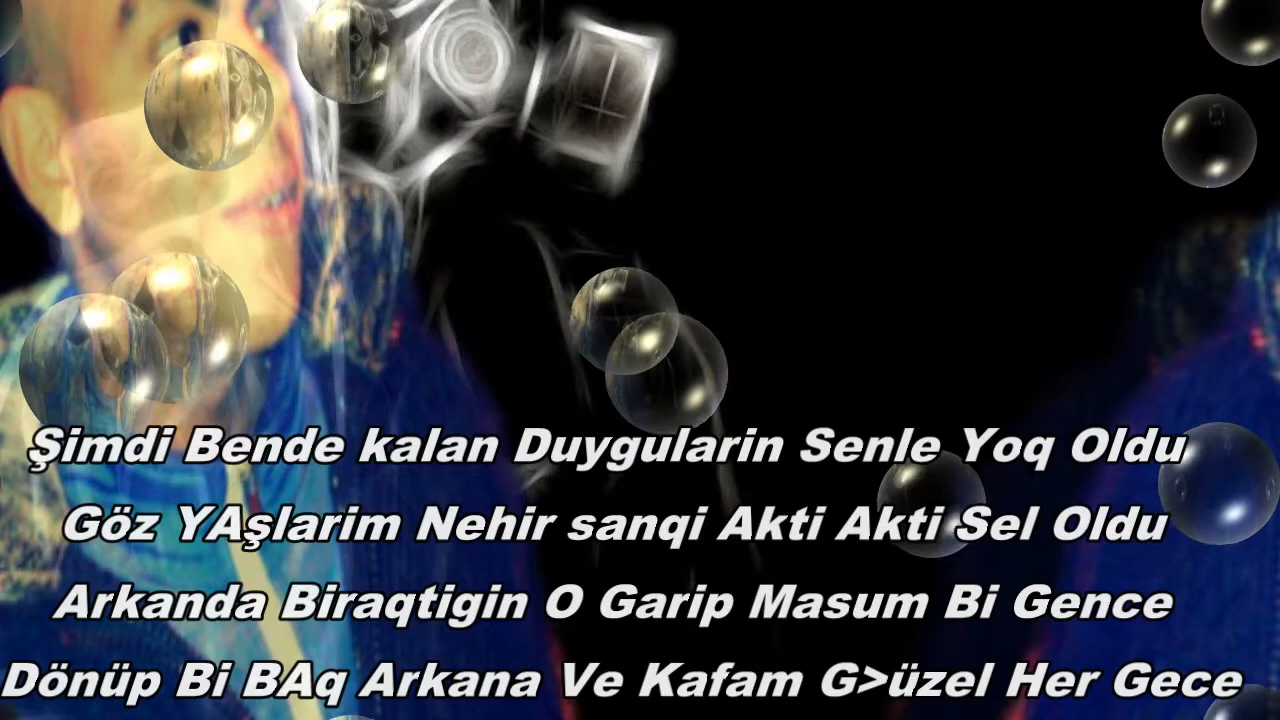 Şimdi Bende kalan Duygularin Senle Yoq Oldu
Göz YAşlarim Nehir sanqi Akti Akti Sel Oldu
Arkanda Biraqtigin O Garip Masum Bi Gence
Dönüp Bi BAq Arkana Ve Kafam G>üzel Her Gece